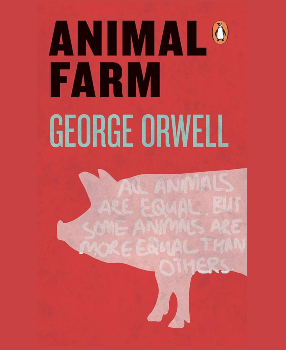 ANIMAL
FARM
GEORGE ORWELL
ALL ANIMALS
ARE EQUAL BUT
SOME ANIMALS ARE
MORE EQUAL THAN
OTHERS